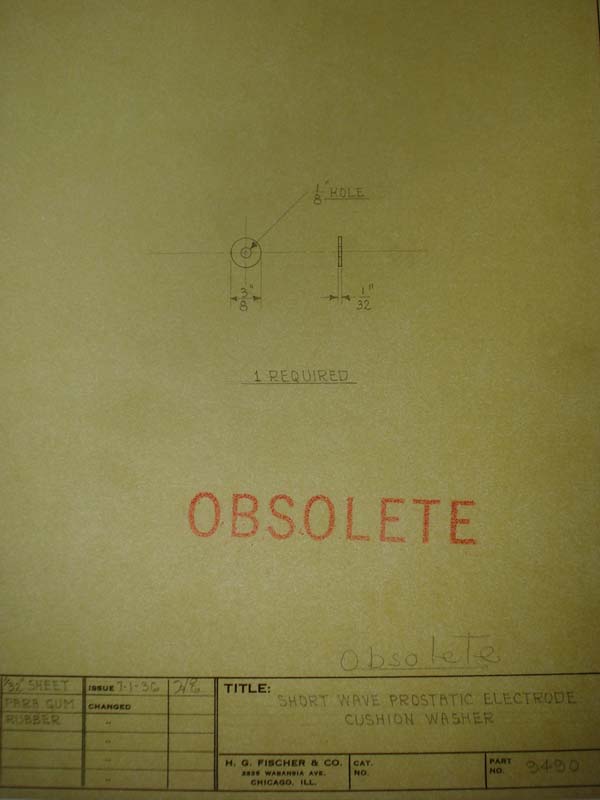 1/8" HOLE
3/8"
1/32"
1 REQUIRED
OBSOLETE
Obsolete
1/32" SHEET
PARA GUM
RUBBER
ISSUE 7-1-36
CHANGED
"
"
"
"
TITLE:
SHORT WAVE PROSTATIC ELECTRODE
CUSHION WASHER
H. G. FISCHER & CO.
WABANSIA AVE.
CHICAGO, ILL.
CAT.
NO.
PART
NO. 9490